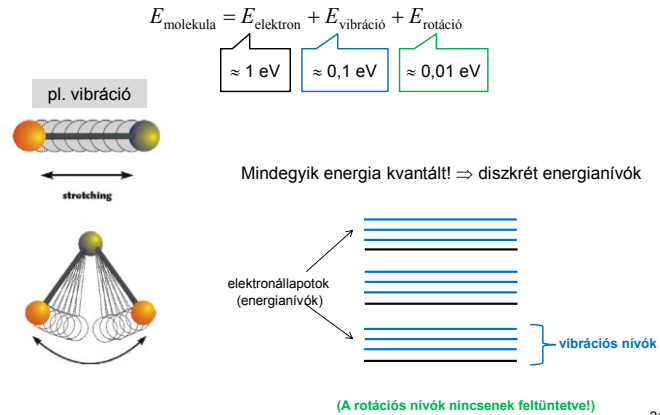 E_molekula = E_elektron + E_vibráció + E_rotáció
≈ 1 eV
≈ 0,1 eV
≈ 0,01 eV
pl. vibráció
stretching
Mindegyik energia kvantált! ⇒ diszkrét energianívók
elektronállapotok
(energianívók)
vibrációs nívók
(A rotációs nívók nincsenek feltüntetve!)